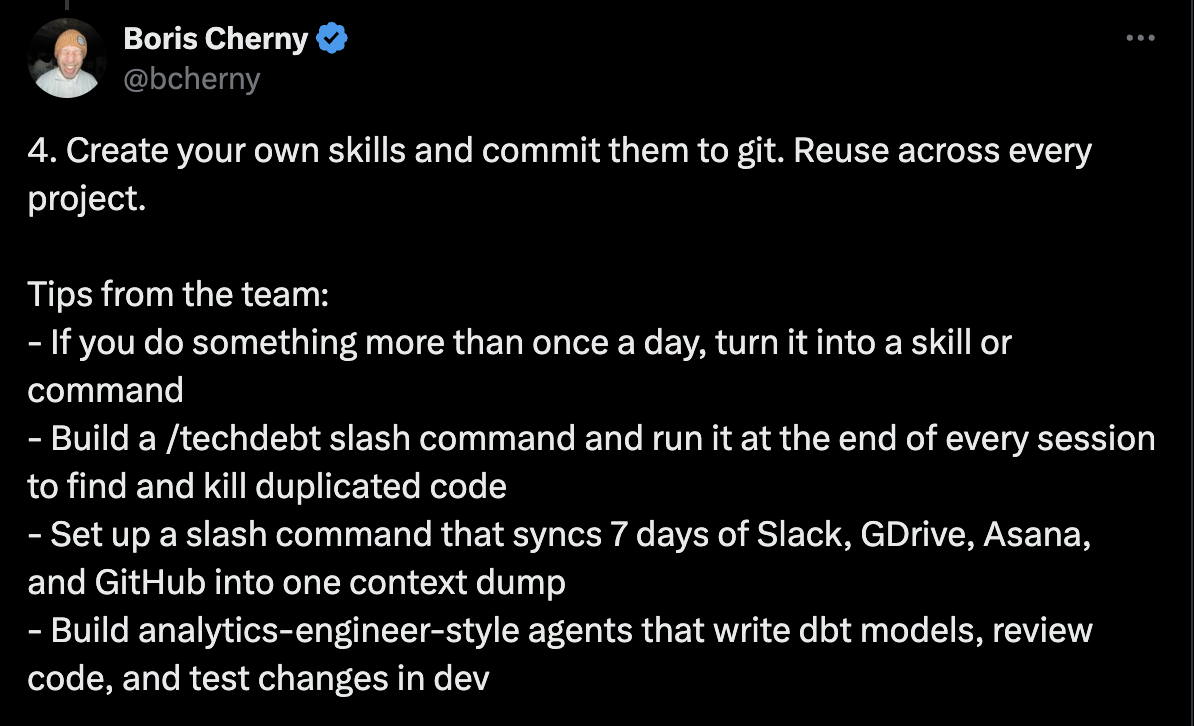 Boris Cherny
@bcherny
4. Create your own skills and commit them to git. Reuse across every
project.
Tips from the team:
- If you do something more than once a day, turn it into a skill or
command
- Build a /techdebt slash command and run it at the end of every session
to find and kill duplicated code
- Set up a slash command that syncs 7 days of Slack, GDrive, Asana,
and GitHub into one context dump
- Build analytics-engineer-style agents that write dbt models, review
code, and test changes in dev